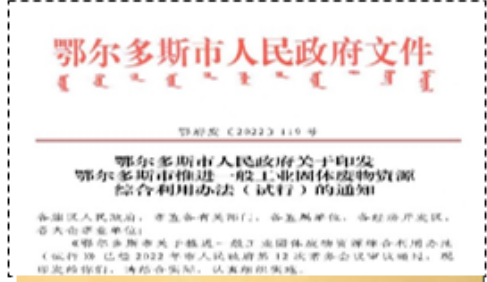 鄂尔多斯市人民政府文件
鄂府发〔2022〕119号
鄂尔多斯市人民政府关于印发
鄂尔多斯市推进一般工业固体废物资源
综合利用办法（试行）的通知
各旗区人民政府，市直各有关部门，各直属单位，各经济开发区，
各大企事业单位：
《鄂尔多斯市关于推进一般工业固体废物资源综合利用办法
（试行）》已经2022年市人民政府第12次常务会议审议通过，现
印发给你们，请结合实际，认真组织实施。